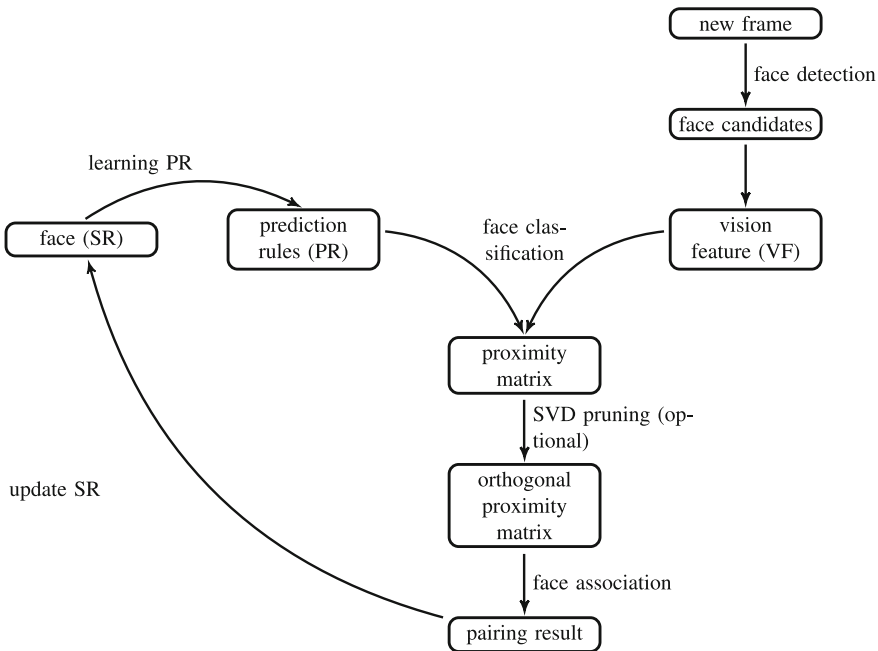 new frame
face detection
face candidates
learning PR
face (SR)
prediction
rules (PR)
face clas-
sification
vision
feature (VF)
proximity
matrix
SVD pruning (op-
tional)
orthogonal
proximity
matrix
update SR
face association
pairing result